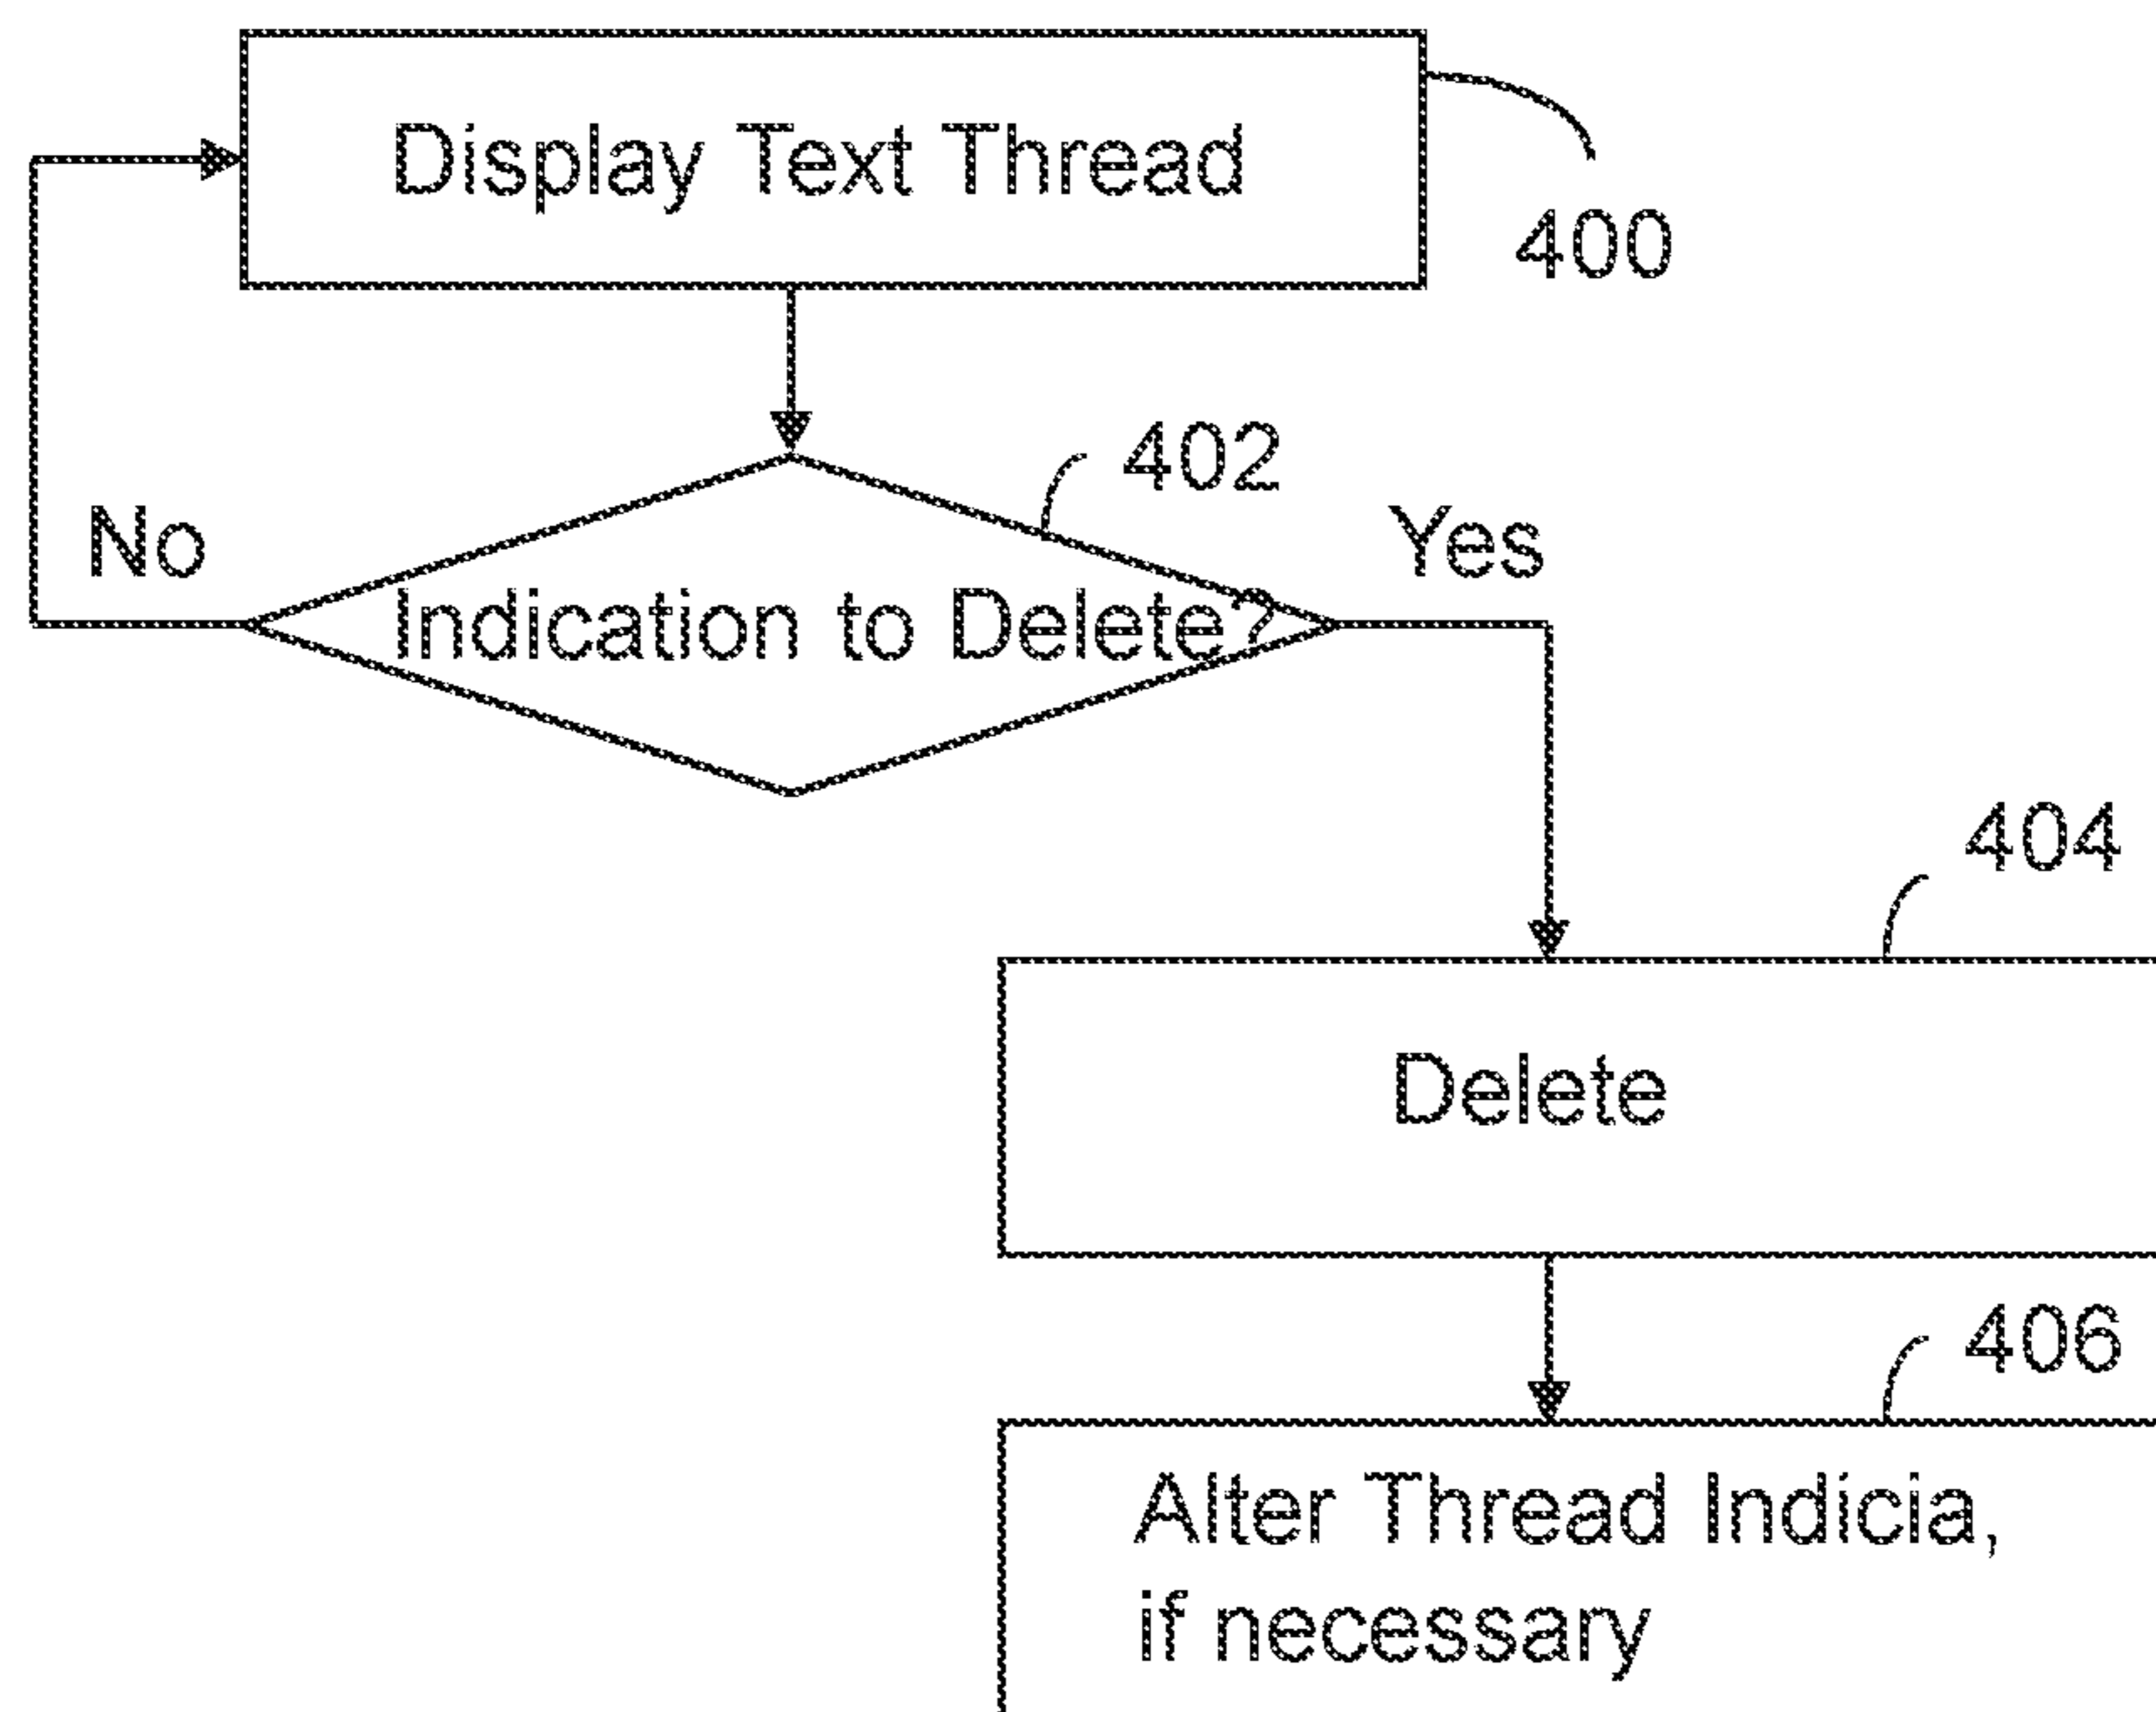 Display Text Thread
400
402
No
Yes
Indication to Delete?
404
Delete
406
Alter Thread Indicia,
if necessary